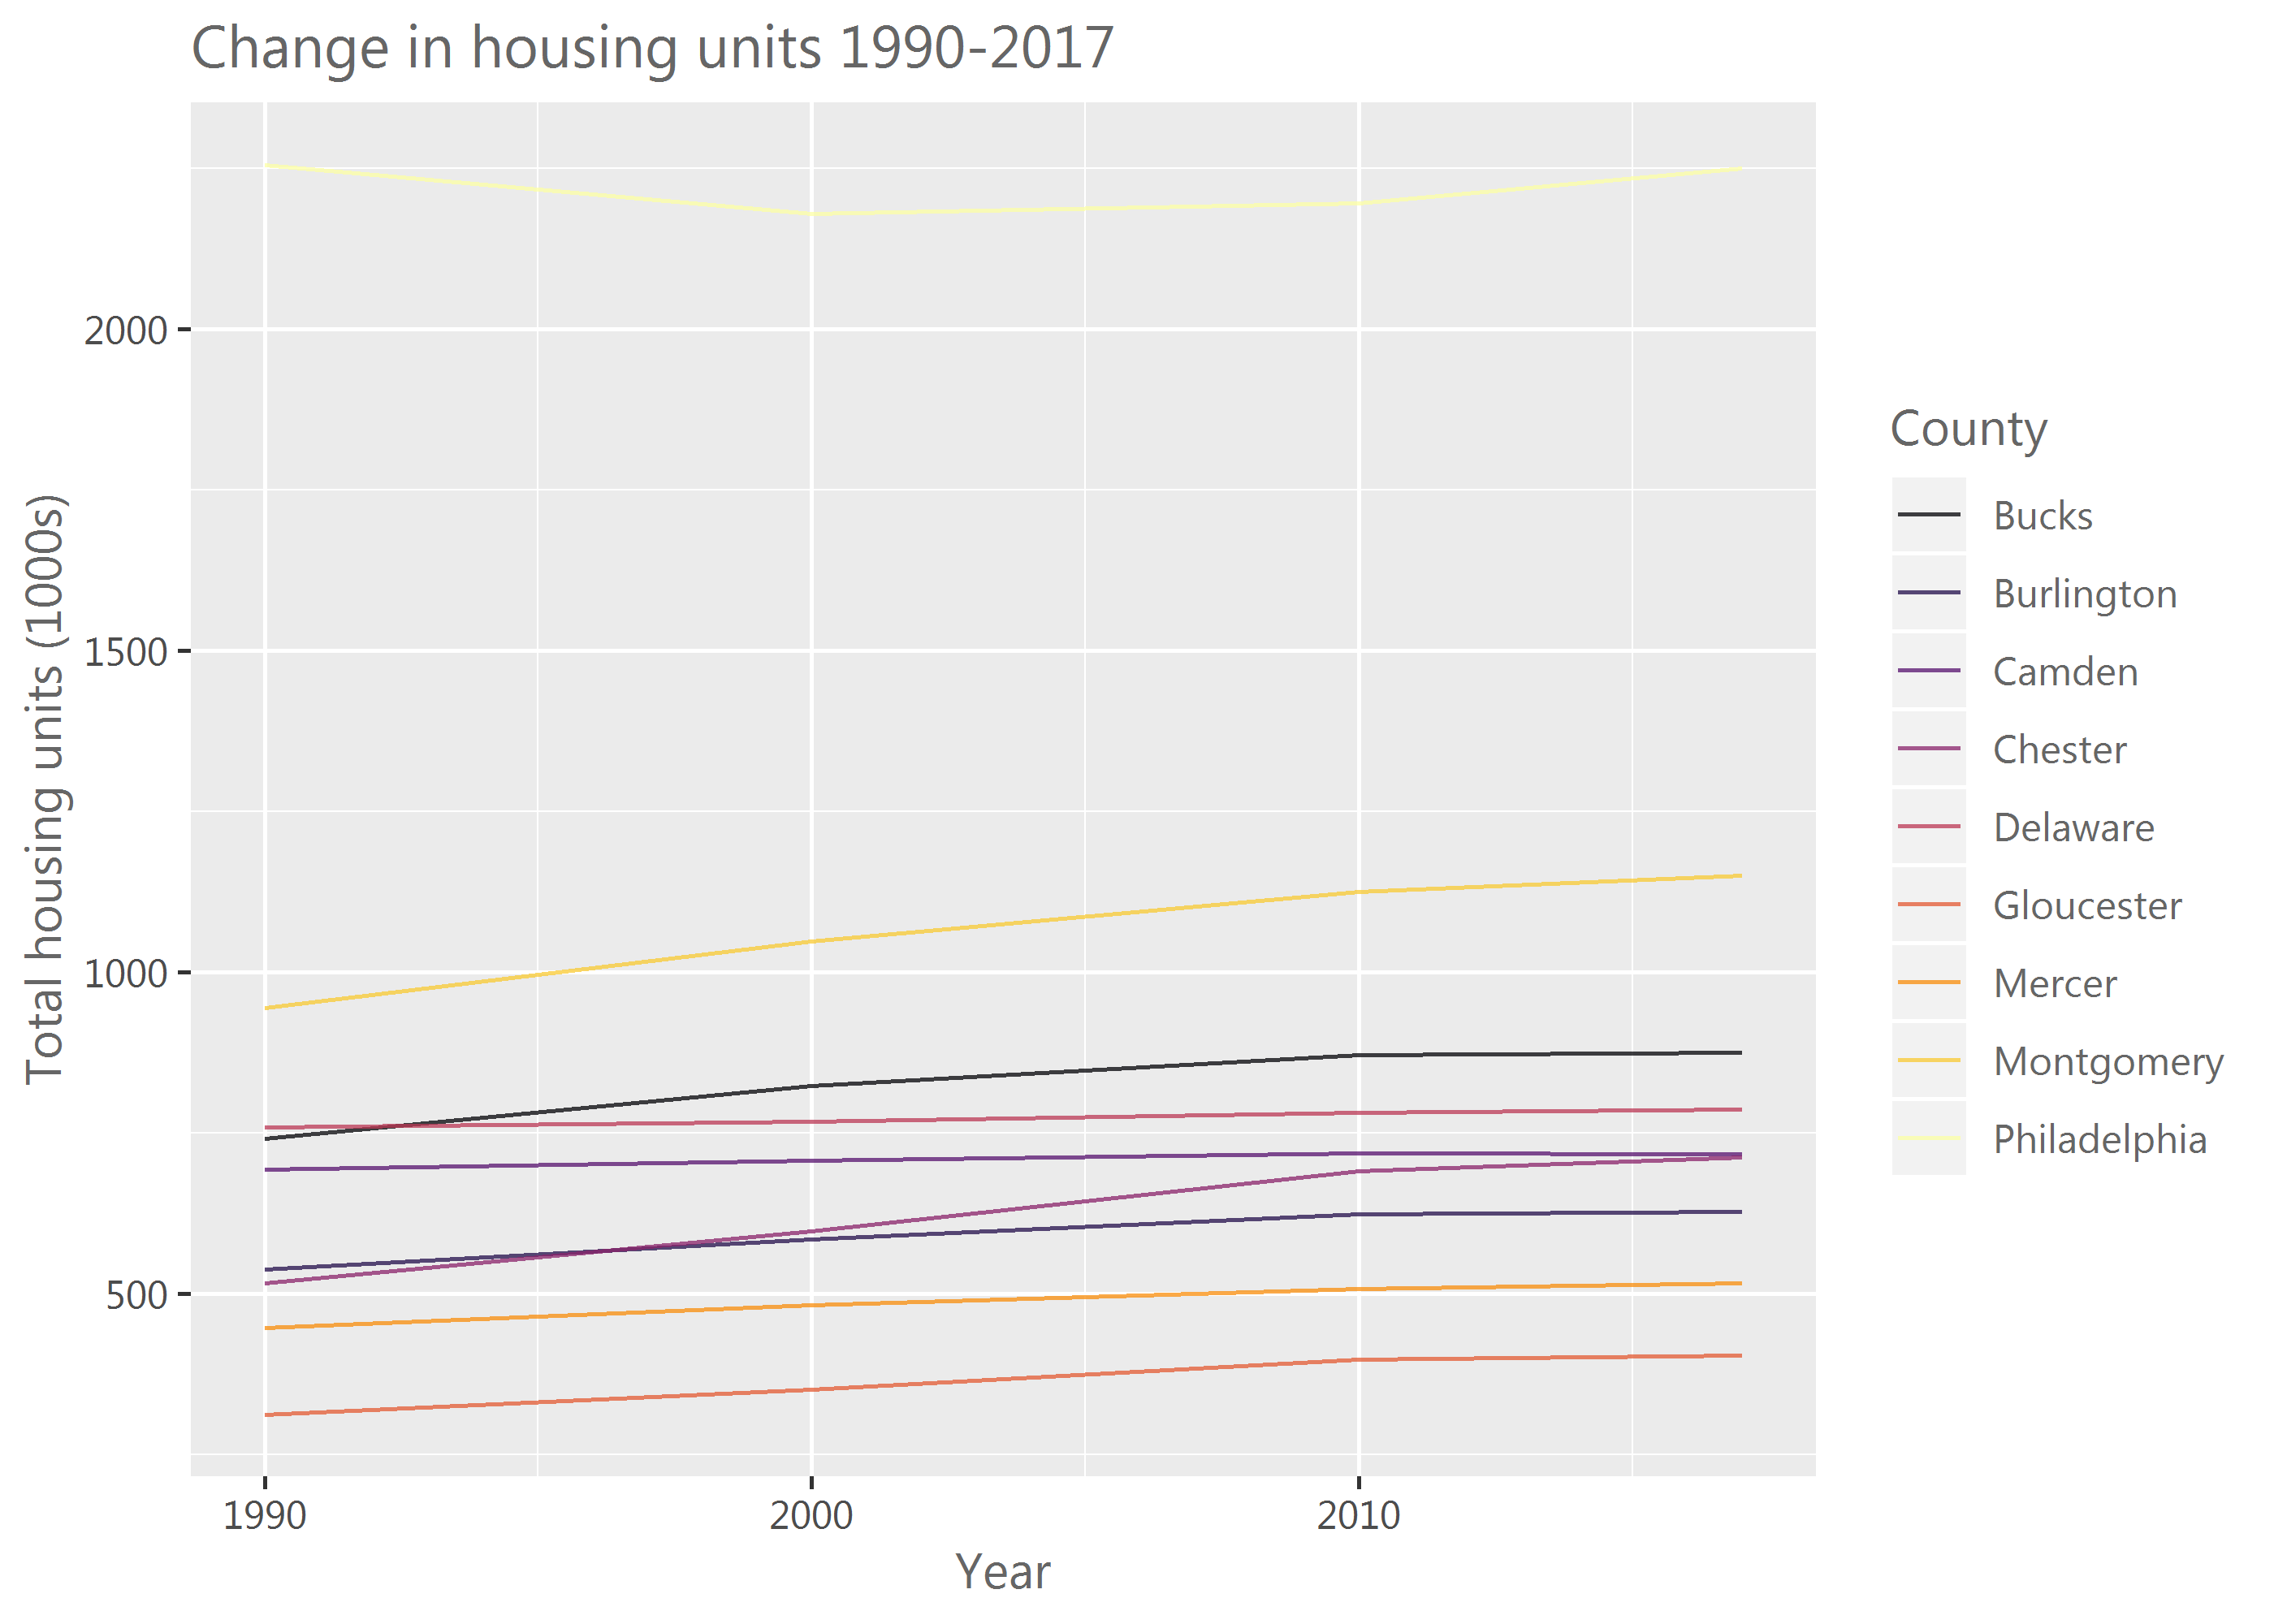 Change in housing units 1990-2017
Total housing units (1000s)
2000
1500
1000
500
1990
2000
2010
Year
County
Bucks
Burlington
Camden
Chester
Delaware
Gloucester
Mercer
Montgomery
Philadelphia